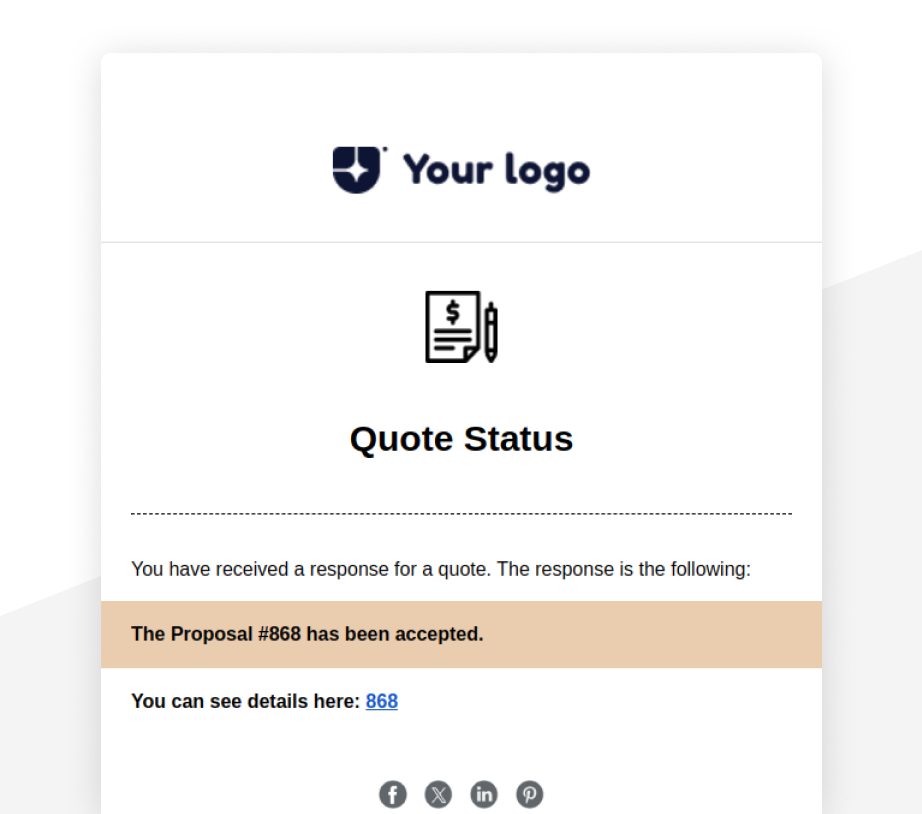 Your logo
$
Quote Status
You have received a response for a quote. The response is the following:
The Proposal #868 has been accepted.
You can see details here: 868